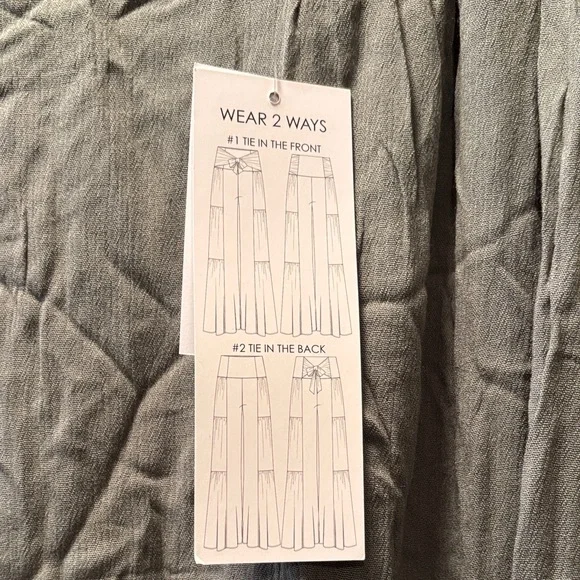 WEAR 2 WAYS
#1 TIE IN THE FRONT
#2 TIE IN THE BACK